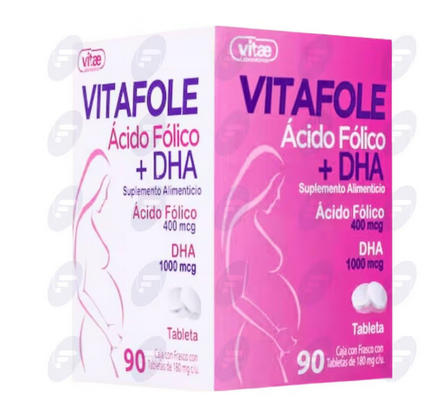 vitae
LABORATORIOS
VITAFOLE
Ácido Fólico
+ DHA
Suplemento Alimenticio
Ácido Fólico
400 mcg
DHA
1000 mcg
Tableta
90
Caja con Frasco con
Tabletas de 180 mg c/u.
vitae
LABORATORIOS
VITAFOLE
Ácido Fólico
+ DHA
Suplemento Alimenticio
Ácido Fólico
400 mcg
DHA
1000 mcg
Tableta
90
Caja con Frasco con
Tabletas de 180 mg c/u.